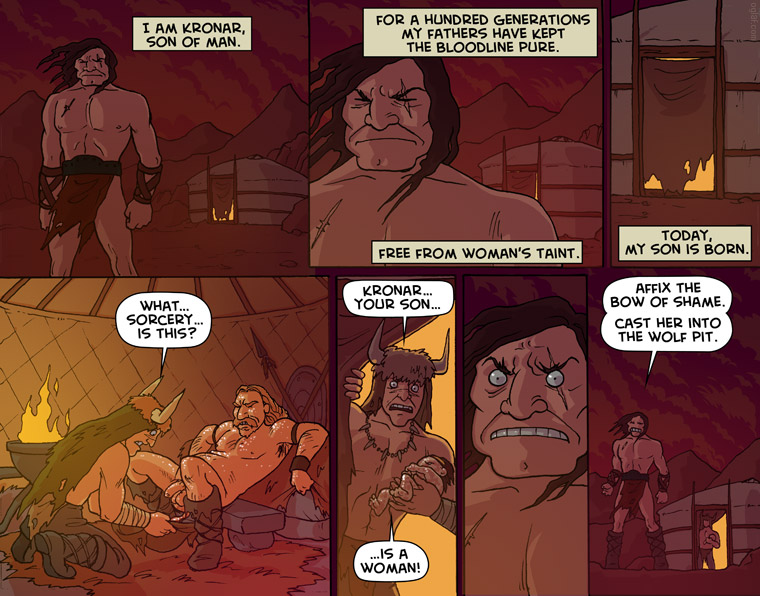 I AM KRONAR,
SON OF MAN.
FOR A HUNDRED GENERATIONS
MY FATHERS HAVE KEPT
THE BLOODLINE PURE.
FREE FROM WOMAN'S TAINT.
TODAY,
MY SON IS BORN.
WHAT...
SORCERY...
IS THIS?
KRONAR...
YOUR SON...
...IS A
WOMAN!
AFFIX THE
BOW OF SHAME.
CAST HER INTO
THE WOLF PIT.
oglaf.com